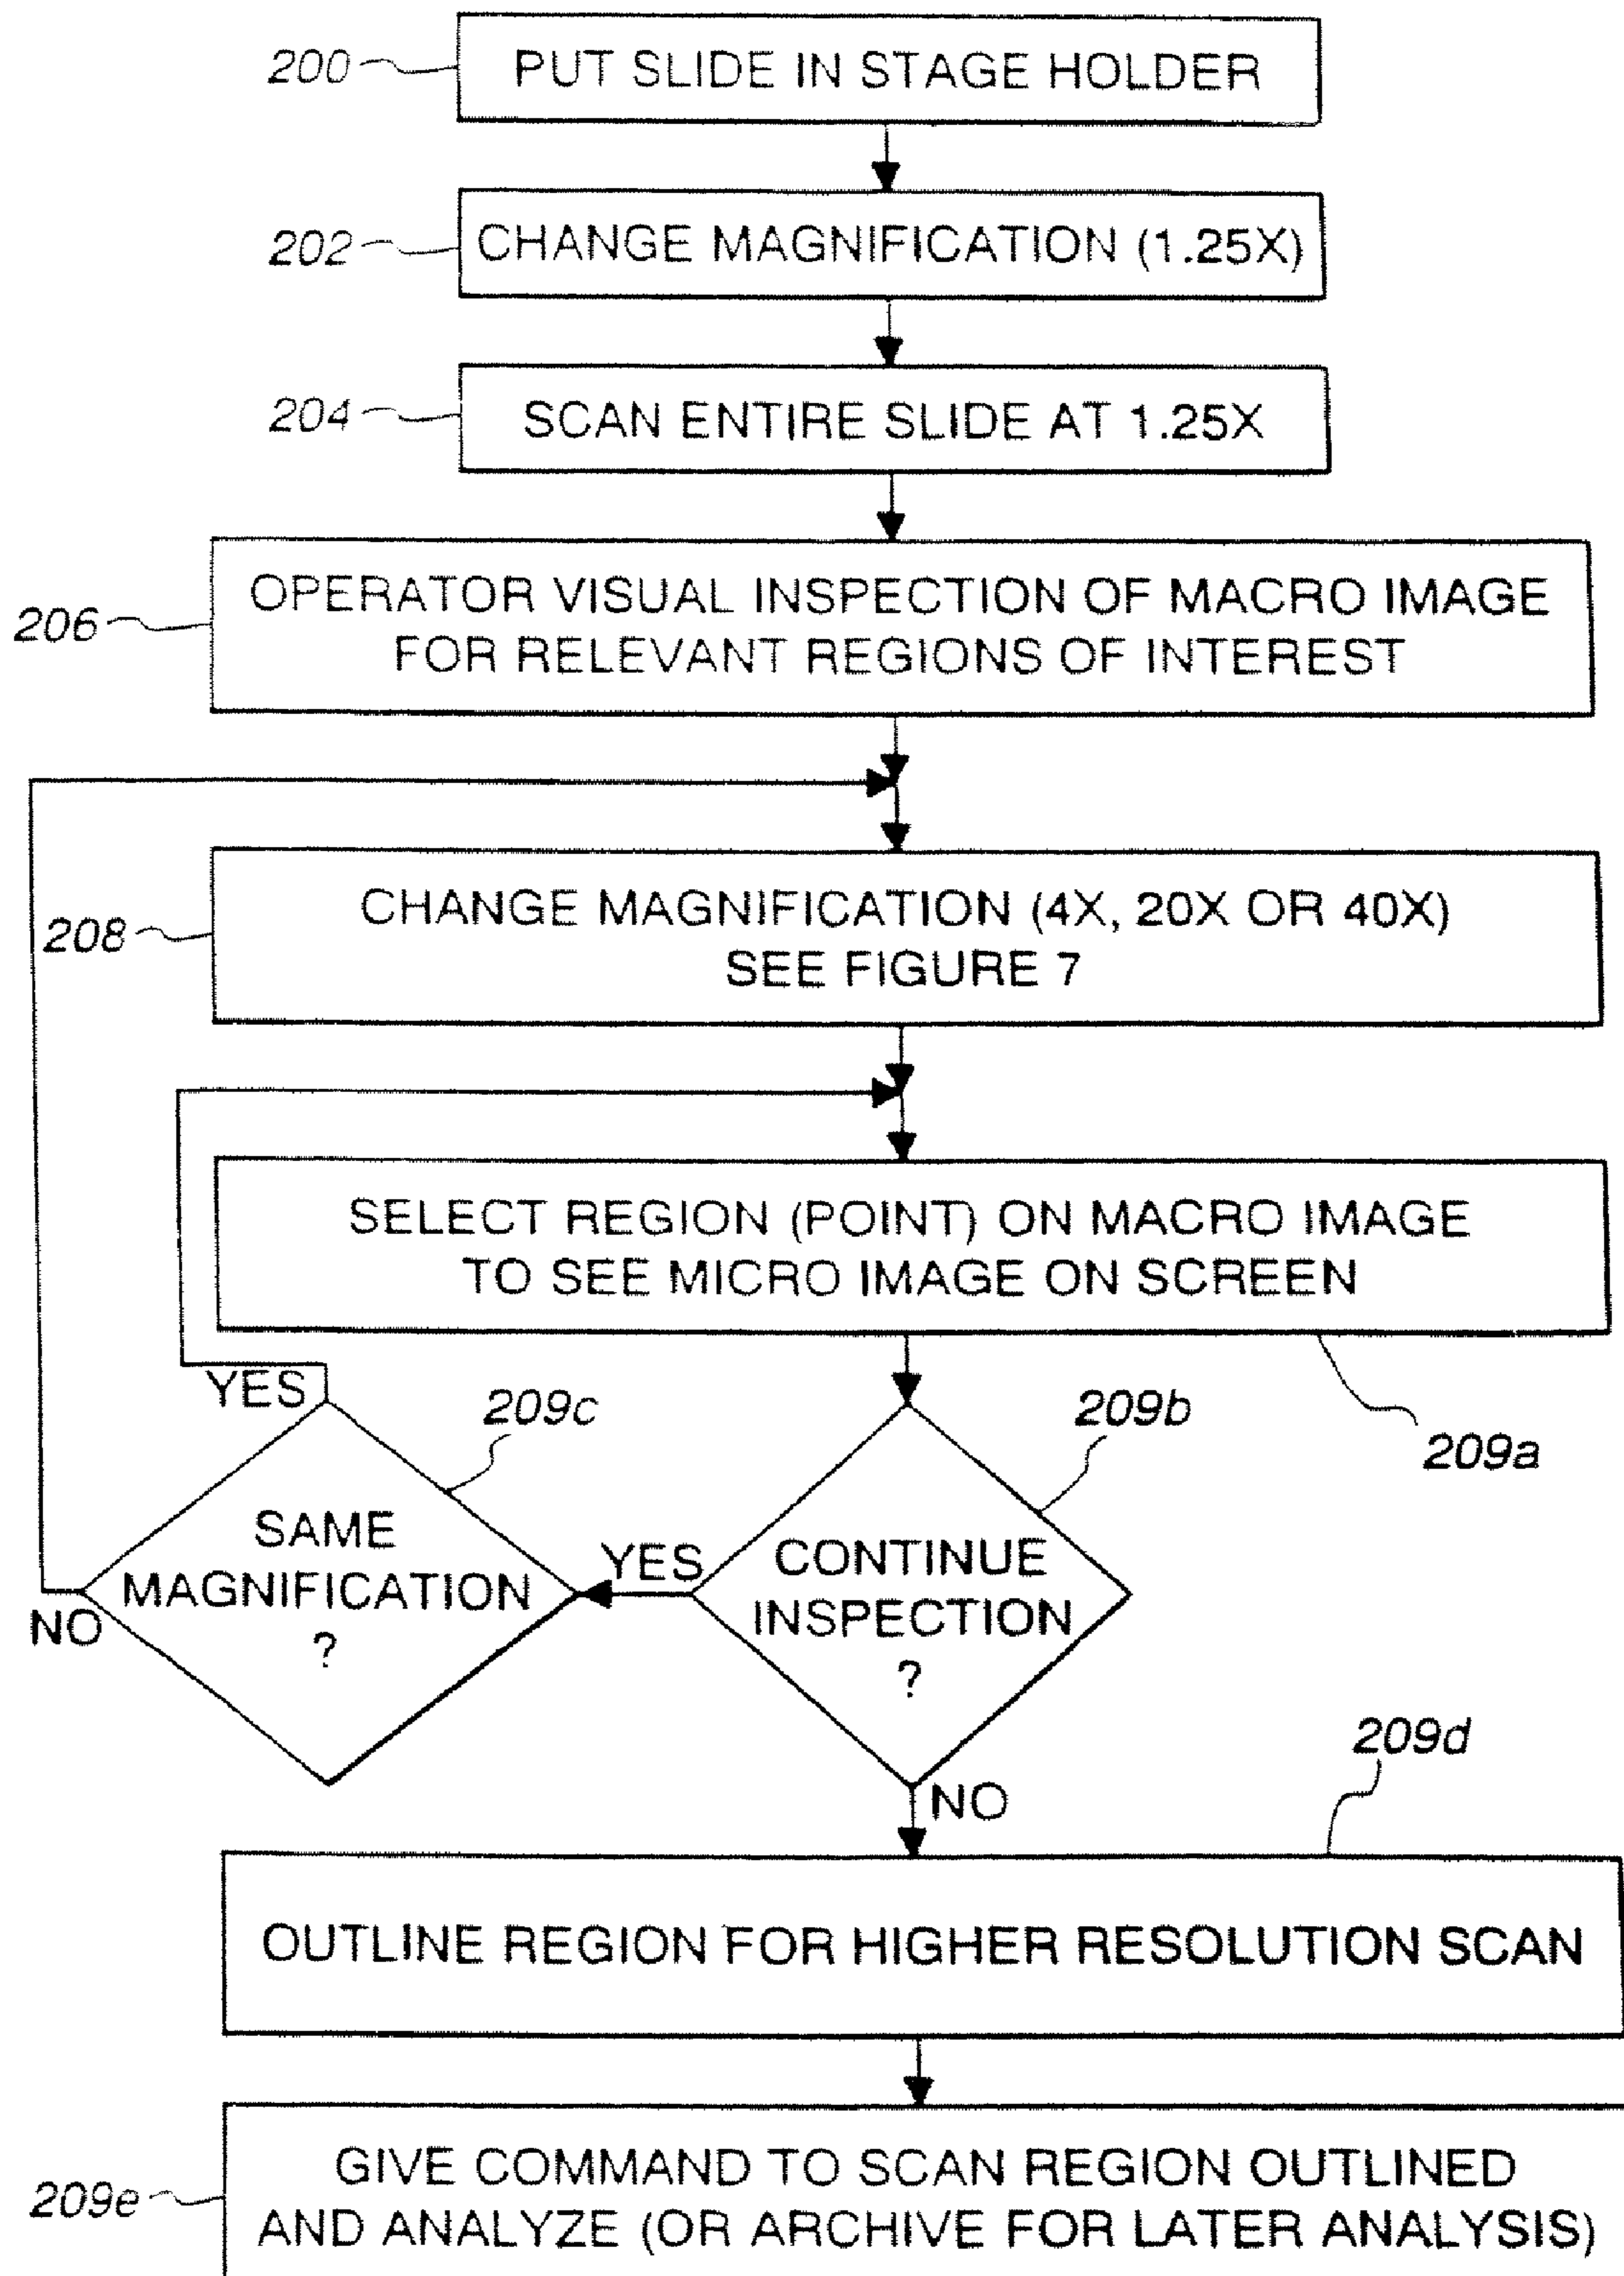 200
PUT SLIDE IN STAGE HOLDER
202
CHANGE MAGNIFICATION (1.25X)
204
SCAN ENTIRE SLIDE AT 1.25X
206
OPERATOR VISUAL INSPECTION OF MACRO IMAGE
FOR RELEVANT REGIONS OF INTEREST
208
CHANGE MAGNIFICATION (4X, 20X OR 40X)
SEE FIGURE 7
SELECT REGION (POINT) ON MACRO IMAGE
TO SEE MICRO IMAGE ON SCREEN
209a
YES
209c
209b
SAME
MAGNIFICATION
?
NO
YES
CONTINUE
INSPECTION
?
NO
209d
OUTLINE REGION FOR HIGHER RESOLUTION SCAN
209e
GIVE COMMAND TO SCAN REGION OUTLINED
AND ANALYZE (OR ARCHIVE FOR LATER ANALYSIS)